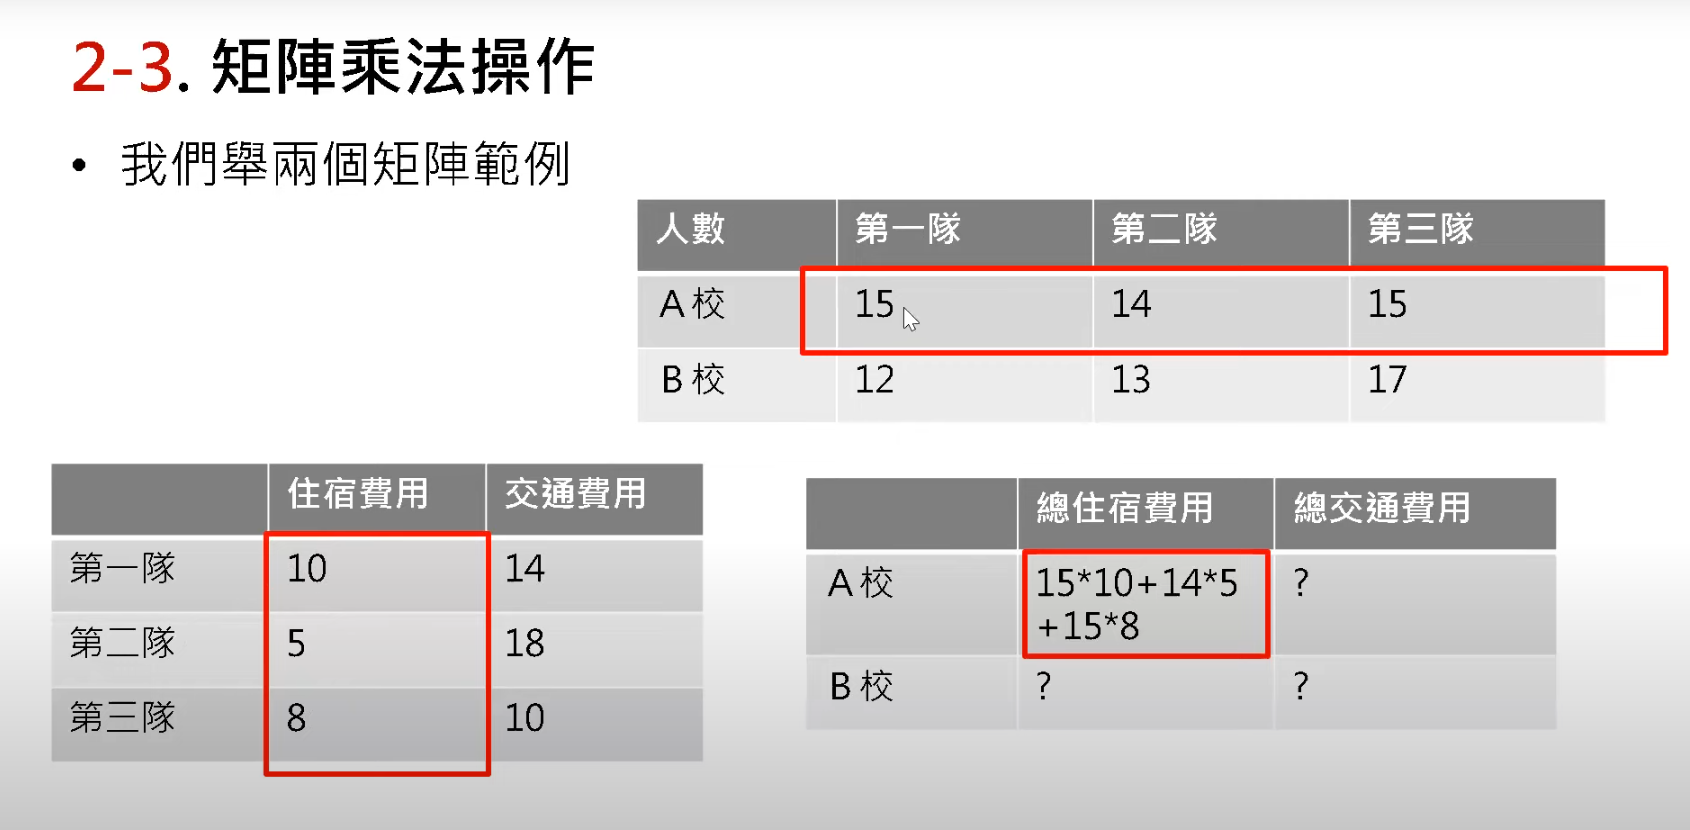 2-3. 矩陣乘法操作
• 我們舉兩個矩陣範例
人數 第一隊 第二隊 第三隊
A 校 15 14 15
B 校 12 13 17
住宿費用 交通費用
第一隊 10 14
第二隊 5 18
第三隊 8 10
總住宿費用 總交通費用
A 校 15*10+14*5 ?
+15*8
B 校 ? ?